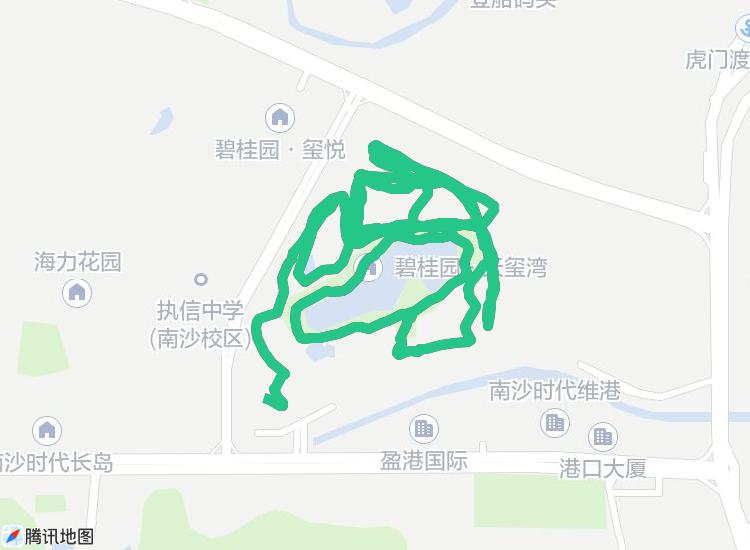 登船码头
虎门渡
碧桂园·玺悦
海力花园
碧桂园·天玺湾
执信中学
(南沙校区)
南沙时代维港
南沙时代长岛
盈港国际
港口大厦
腾讯地图